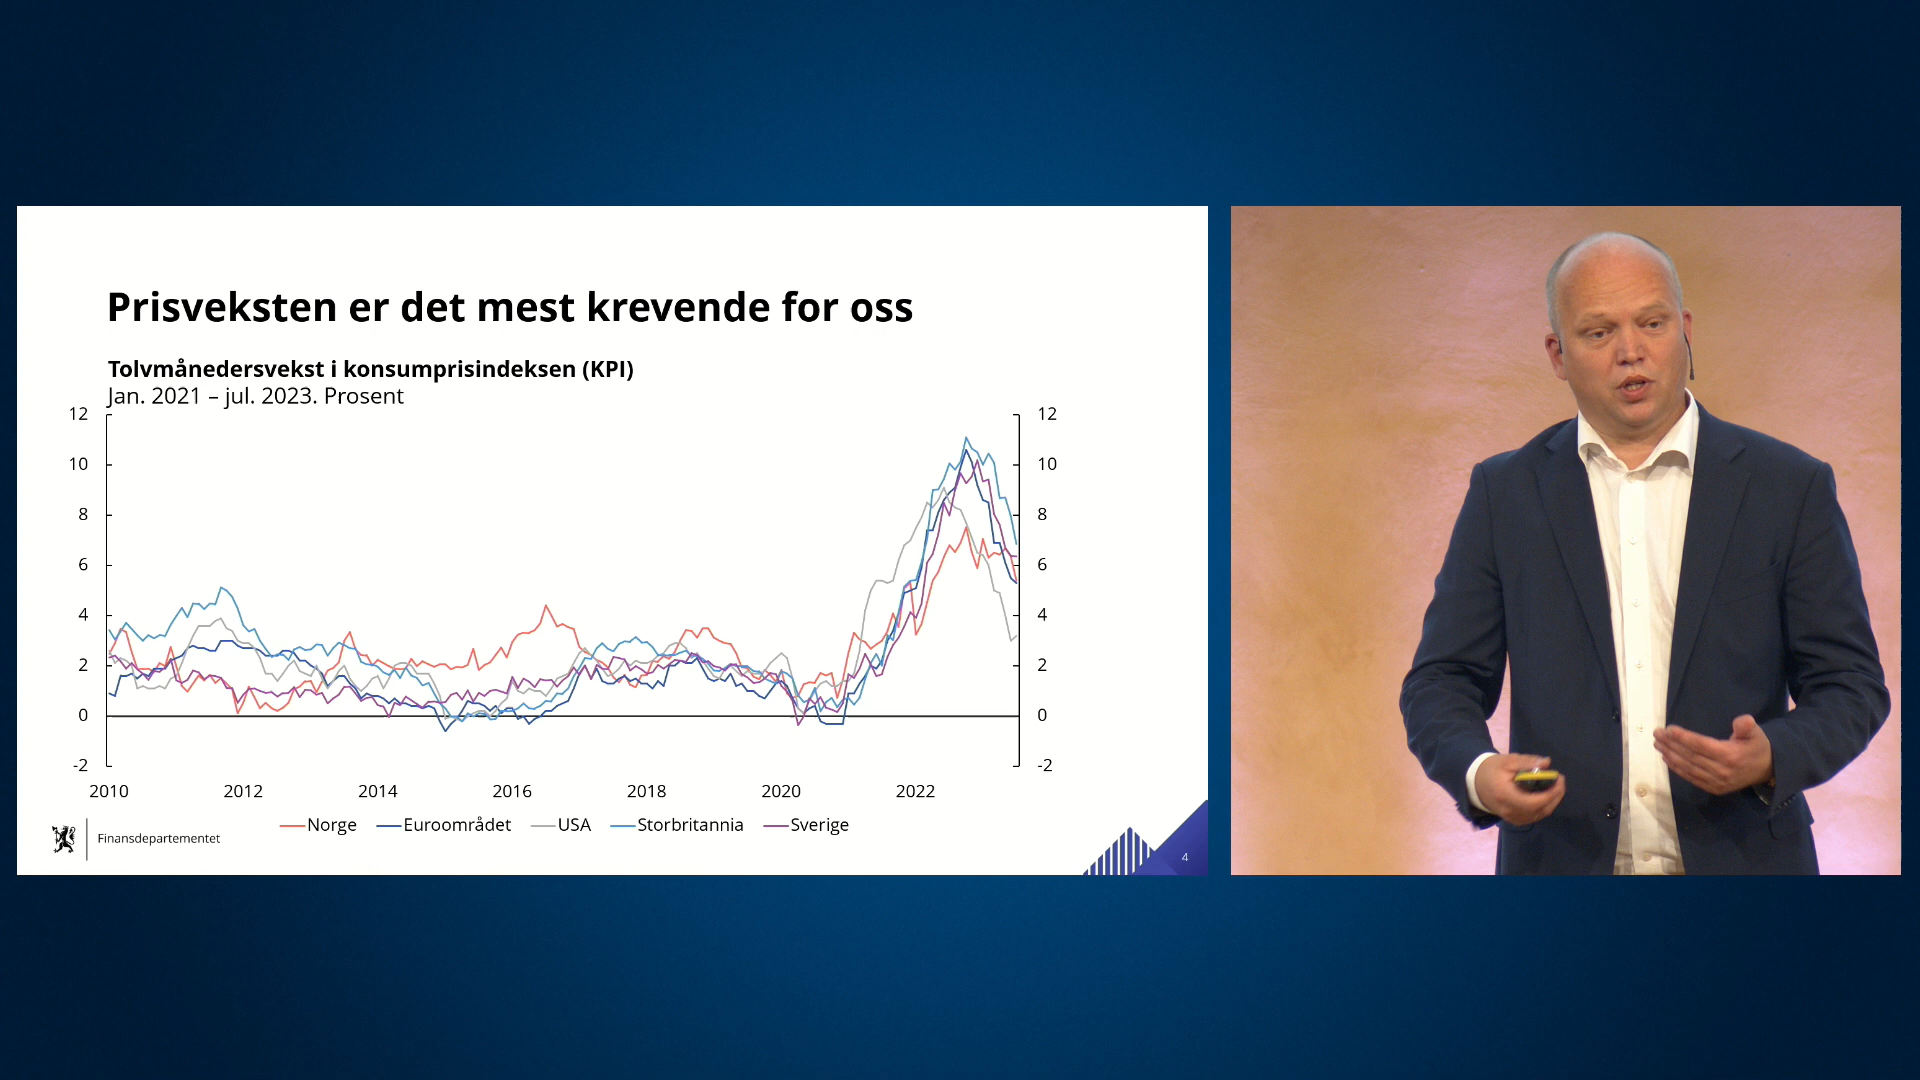 Prisveksten er det mest krevende for oss
Tolvmånedersvekst i konsumprisindeksen (KPI)
Jan. 2021 – jul. 2023. Prosent
12 12
10 10
8 8
6 6
4 4
2 2
0 0
-2 -2
2010 2012 2014 2016 2018 2020 2022
Norge Euroområdet USA Storbritannia Sverige
Finansdepartementet
4